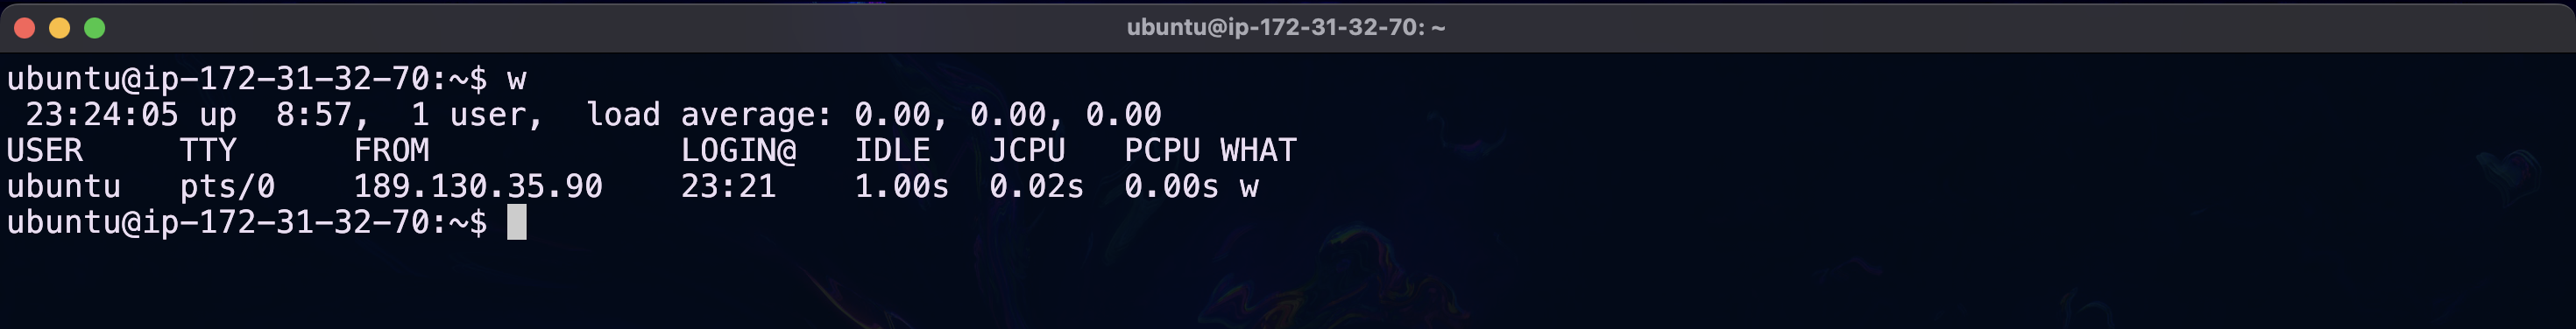 ubuntu@ip-172-31-32-70: ~
ubuntu@ip-172-31-32-70:~$ w
 23:24:05 up  8:57,  1 user,  load average: 0.00, 0.00, 0.00
USER     TTY      FROM             LOGIN@   IDLE   JCPU   PCPU WHAT
ubuntu   pts/0    189.130.35.90    23:21    1.00s  0.02s  0.00s w
ubuntu@ip-172-31-32-70:~$